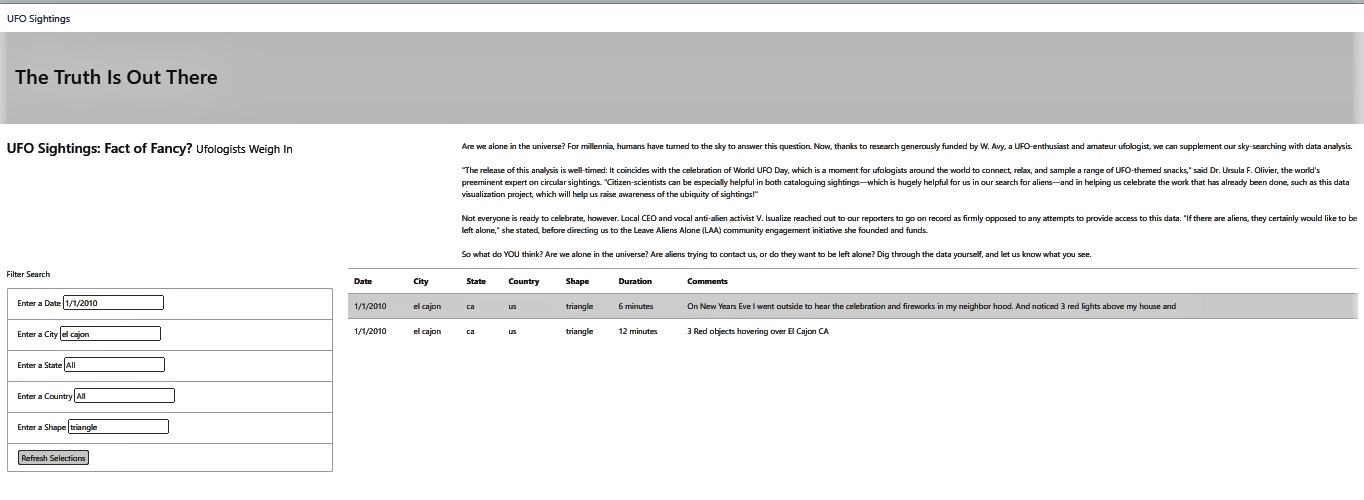 UFO Sightings
The Truth Is Out There
UFO Sightings: Fact of Fancy? Ufologists Weigh In
Are we alone in the universe? For millennia, humans have turned to the sky to answer this question. Now, thanks to research generously funded by W. Avy, a UFO-enthusiast and amateur ufologist, we can supplement our sky-searching with data analysis.
"The release of this analysis is well-timed: It coincides with the celebration of World UFO Day, which is a moment for ufologists around the world to connect, relax, and sample a range of UFO-themed snacks," said Dr. Ursula F. Olivier, the world's
preeminent expert on circular sightings. "Citizen-scientists can be especially helpful in both cataloguing sightings—which is hugely helpful for us in our search for aliens—and in helping us celebrate the work that has already been done, such as this data
visualization project, which will help us raise awareness of the ubiquity of sightings!"
Not everyone is ready to celebrate, however. Local CEO and vocal anti-alien activist V. Isualize reached out to our reporters to go on record as firmly opposed to any attempts to provide access to this data. "If there are aliens, they certainly would like to be
left alone," she stated, before directing us to the Leave Aliens Alone (LAA) community engagement initiative she founded and funds.
So what do YOU think? Are we alone in the universe? Are aliens trying to contact us, or do they want to be left alone? Dig through the data yourself, and let us know what you see.
Filter Search
Enter a Date 1/1/2010
Enter a City el cajon
Enter a State All
Enter a Country All
Enter a Shape triangle
Refresh Selections
Date City State Country Shape Duration Comments
1/1/2010 el cajon ca us triangle 6 minutes On New Years Eve I went outside to hear the celebration and fireworks in my neighbor hood. And noticed 3 red lights above my house and
1/1/2010 el cajon ca us triangle 12 minutes 3 Red objects hovering over El Cajon CA